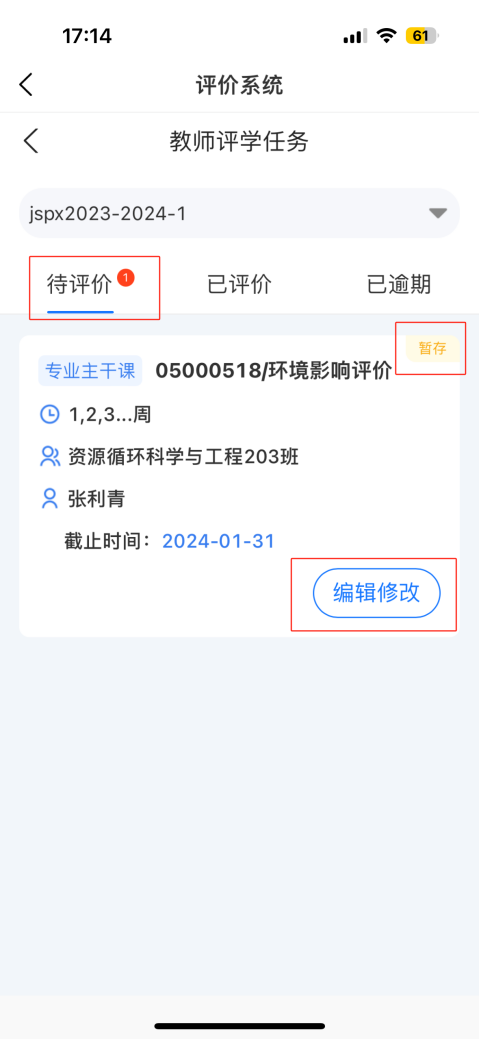 17:14
61
评价系统
教师评学任务
jspx2023-2024-1
待评价 1 已评价 已逾期
暂存
专业主干课 05000518/环境影响评价
1,2,3...周
资源循环科学与工程203班
张利青
截止时间：2024-01-31
编辑修改